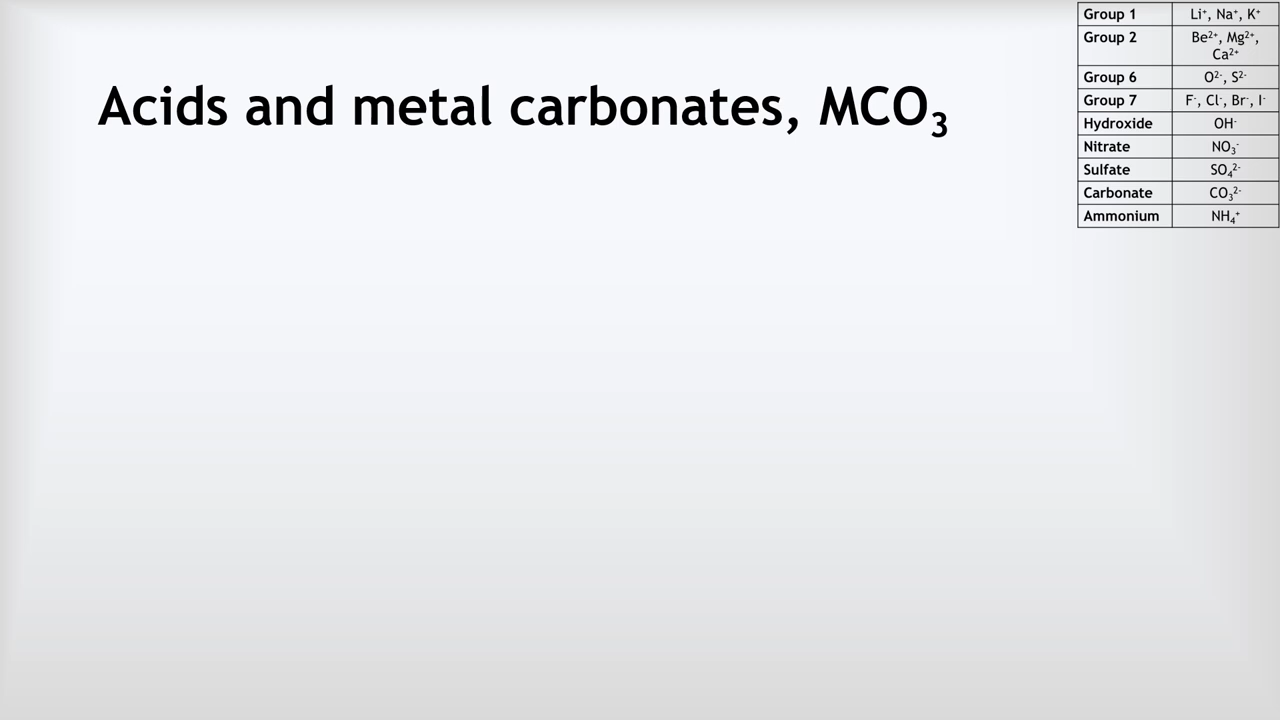 Acids and metal carbonates, MCO₃
Group 1 Li⁺, Na⁺, K⁺
Group 2 Be²⁺, Mg²⁺,
Ca²⁺
Group 6 O²⁻, S²⁻
Group 7 F⁻, Cl⁻, Br⁻, I⁻
Hydroxide OH⁻
Nitrate NO₃⁻
Sulfate SO₄²⁻
Carbonate CO₃²⁻
Ammonium NH₄⁺